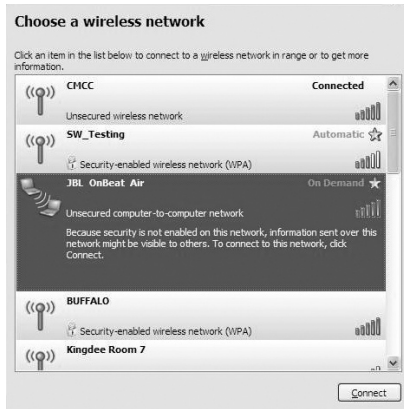 Choose a wireless network
Click an item in the list below to connect to a wireless network in range or to get more
information.
CMCC Connected
Unsecured wireless network
SW_Testing Automatic
Security-enabled wireless network (WPA)
JBL OnBeat Air On Demand
Unsecured computer-to-computer network
Because security is not enabled on this network, information sent over this
network might be visible to others. To connect to this network, click
Connect.
BUFFALO
Security-enabled wireless network (WPA)
Kingdee Room 7
Connect